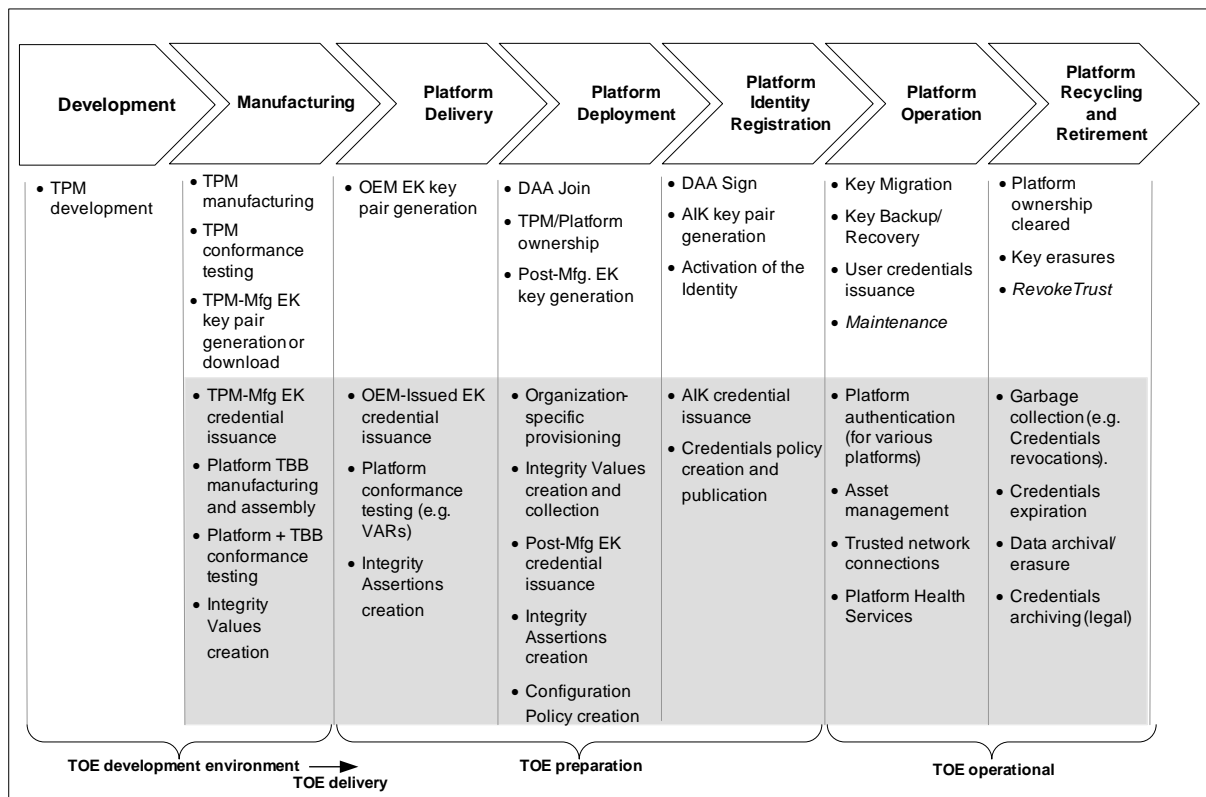 Development
Manufacturing
Platform
Delivery
Platform
Deployment
Platform
Identity
Registration
Platform
Operation
Platform
Recycling
and
Retirement
• TPM
development
• TPM
manufacturing
• TPM
conformance
testing
• TPM-Mfg EK
key pair
generation or
download
• OEM EK key
pair generation
• DAA Join
• TPM/Platform
ownership
• Post-Mfg. EK
key generation
• DAA Sign
• AIK key pair
generation
• Activation of the
Identity
• Key Migration
• Key Backup/
Recovery
• User credentials
issuance
• Maintenance
• Platform
ownership
cleared
• Key erasures
• RevokeTrust
• TPM-Mfg EK
credential
issuance
• Platform TBB
manufacturing
and assembly
• Platform + TBB
conformance
testing
• Integrity
Values
creation
• OEM-Issued EK
credential
issuance
• Platform
conformance
testing (e.g.
VARs)
• Integrity
Assertions
creation
• Organization-
specific
provisioning
• Integrity Values
creation and
collection
• Post-Mfg EK
credential
issuance
• Integrity
Assertions
creation
• Configuration
Policy creation
• AIK credential
issuance
• Credentials policy
creation and
publication
• Platform
authentication
(for various
platforms)
• Asset
management
• Trusted network
connections
• Platform Health
Services
• Garbage
collection (e.g.
Credentials
revocations).
• Credentials
expiration
• Data archival/
erasure
• Credentials
archiving (legal)
TOE development environment
TOE delivery
TOE preparation
TOE operational